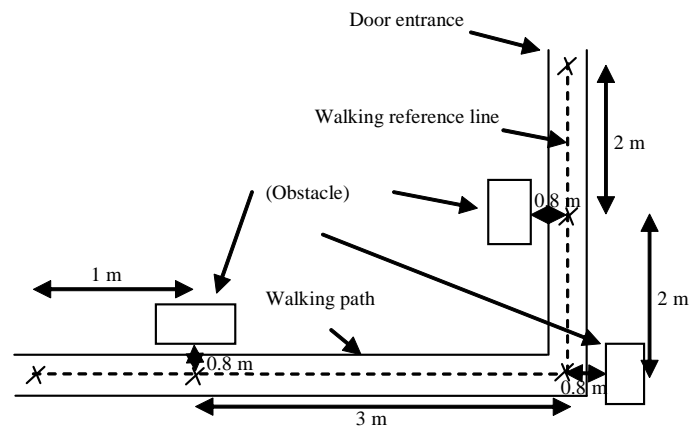 Door entrance
Walking reference line
2 m
(Obstacle)
0.8 m
1 m
Walking path
2 m
0.8 m
0.8 m
3 m